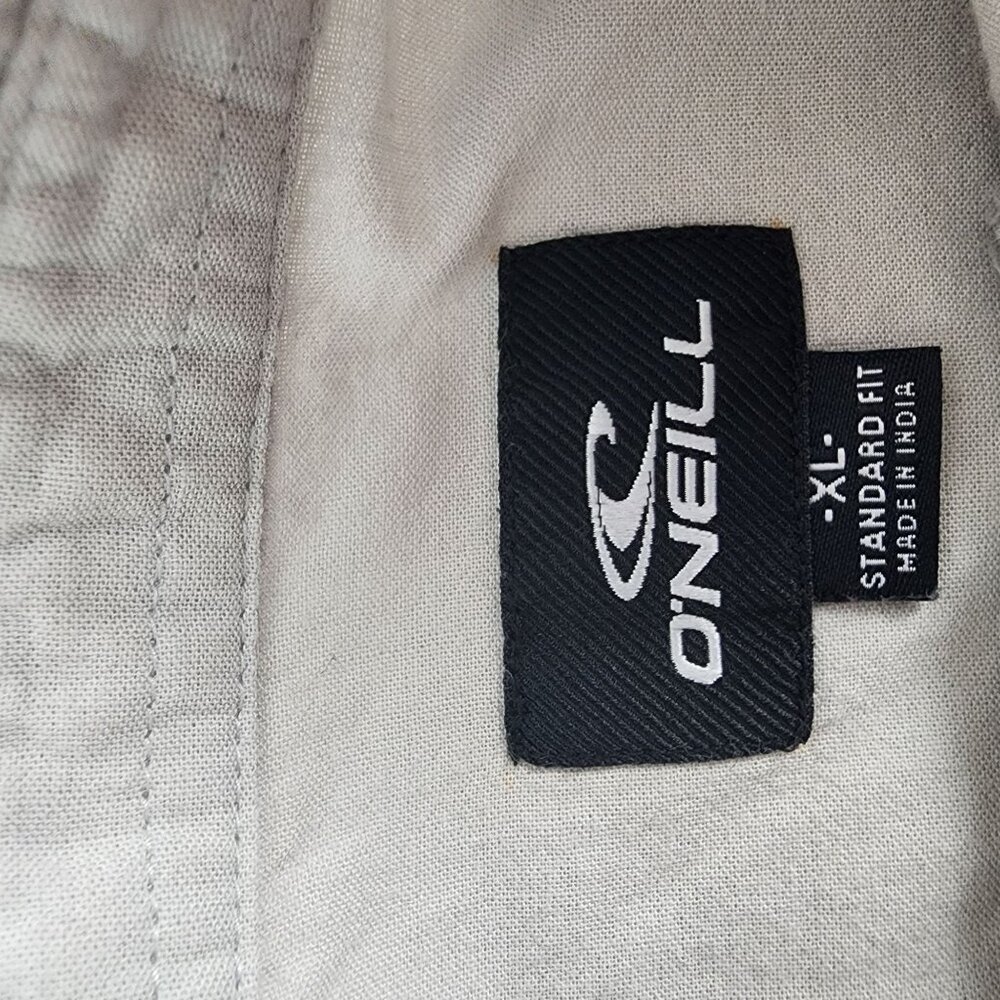 O'NEILL
·XL·
STANDARD FIT
MADE IN INDIA